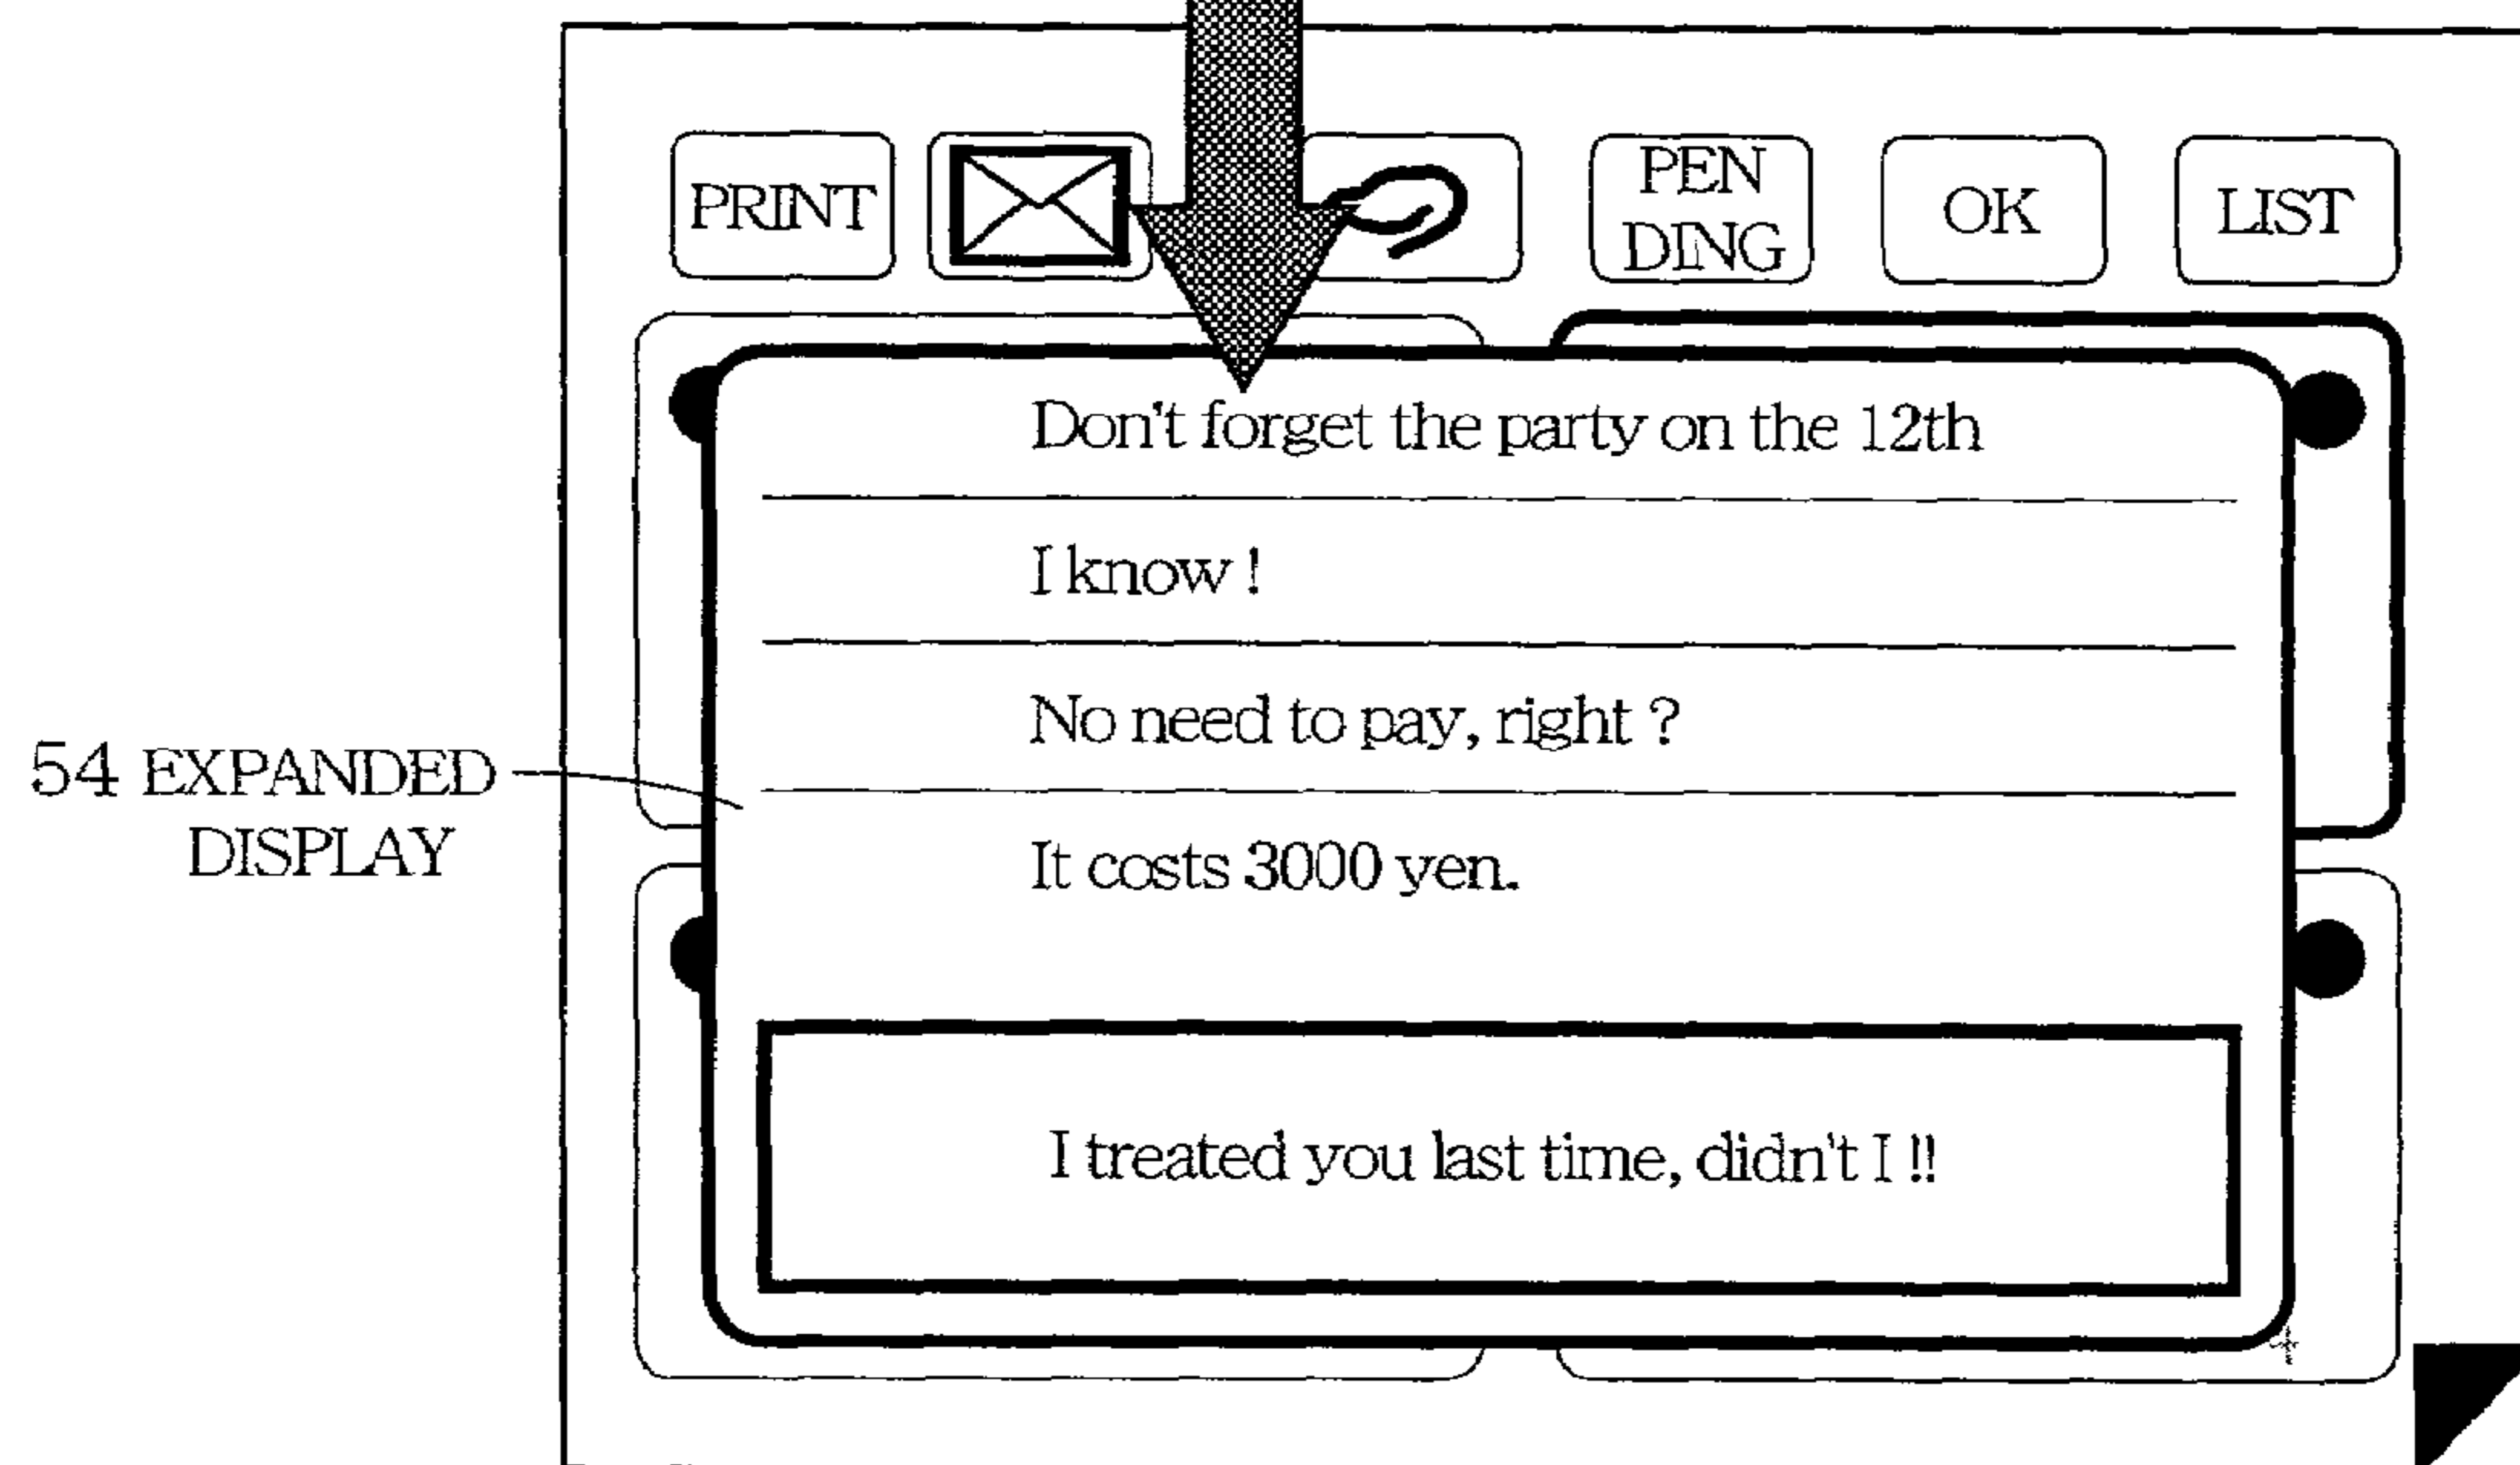 PRINT
PEN
DING
OK
LIST
Don't forget the party on the 12th
I know !
No need to pay, right ?
54 EXPANDED
DISPLAY
It costs 3000 yen.
I treated you last time, didn't I !!